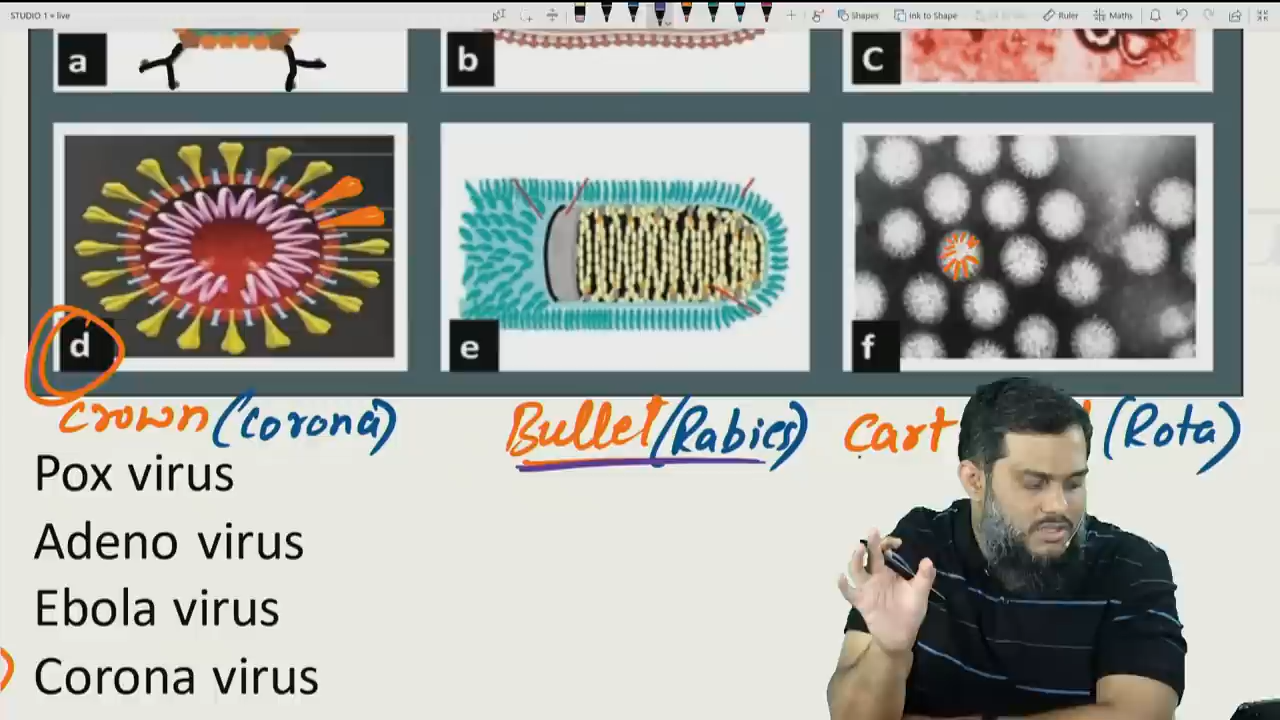 STUDIO 1 • live
Shapes
Ink to Shape
Ruler
Maths
a
b
C
d
e
f
Crown (Corona)
Bullet (Rabies)
Cart (Rota)
Pox virus
Adeno virus
Ebola virus
Corona virus